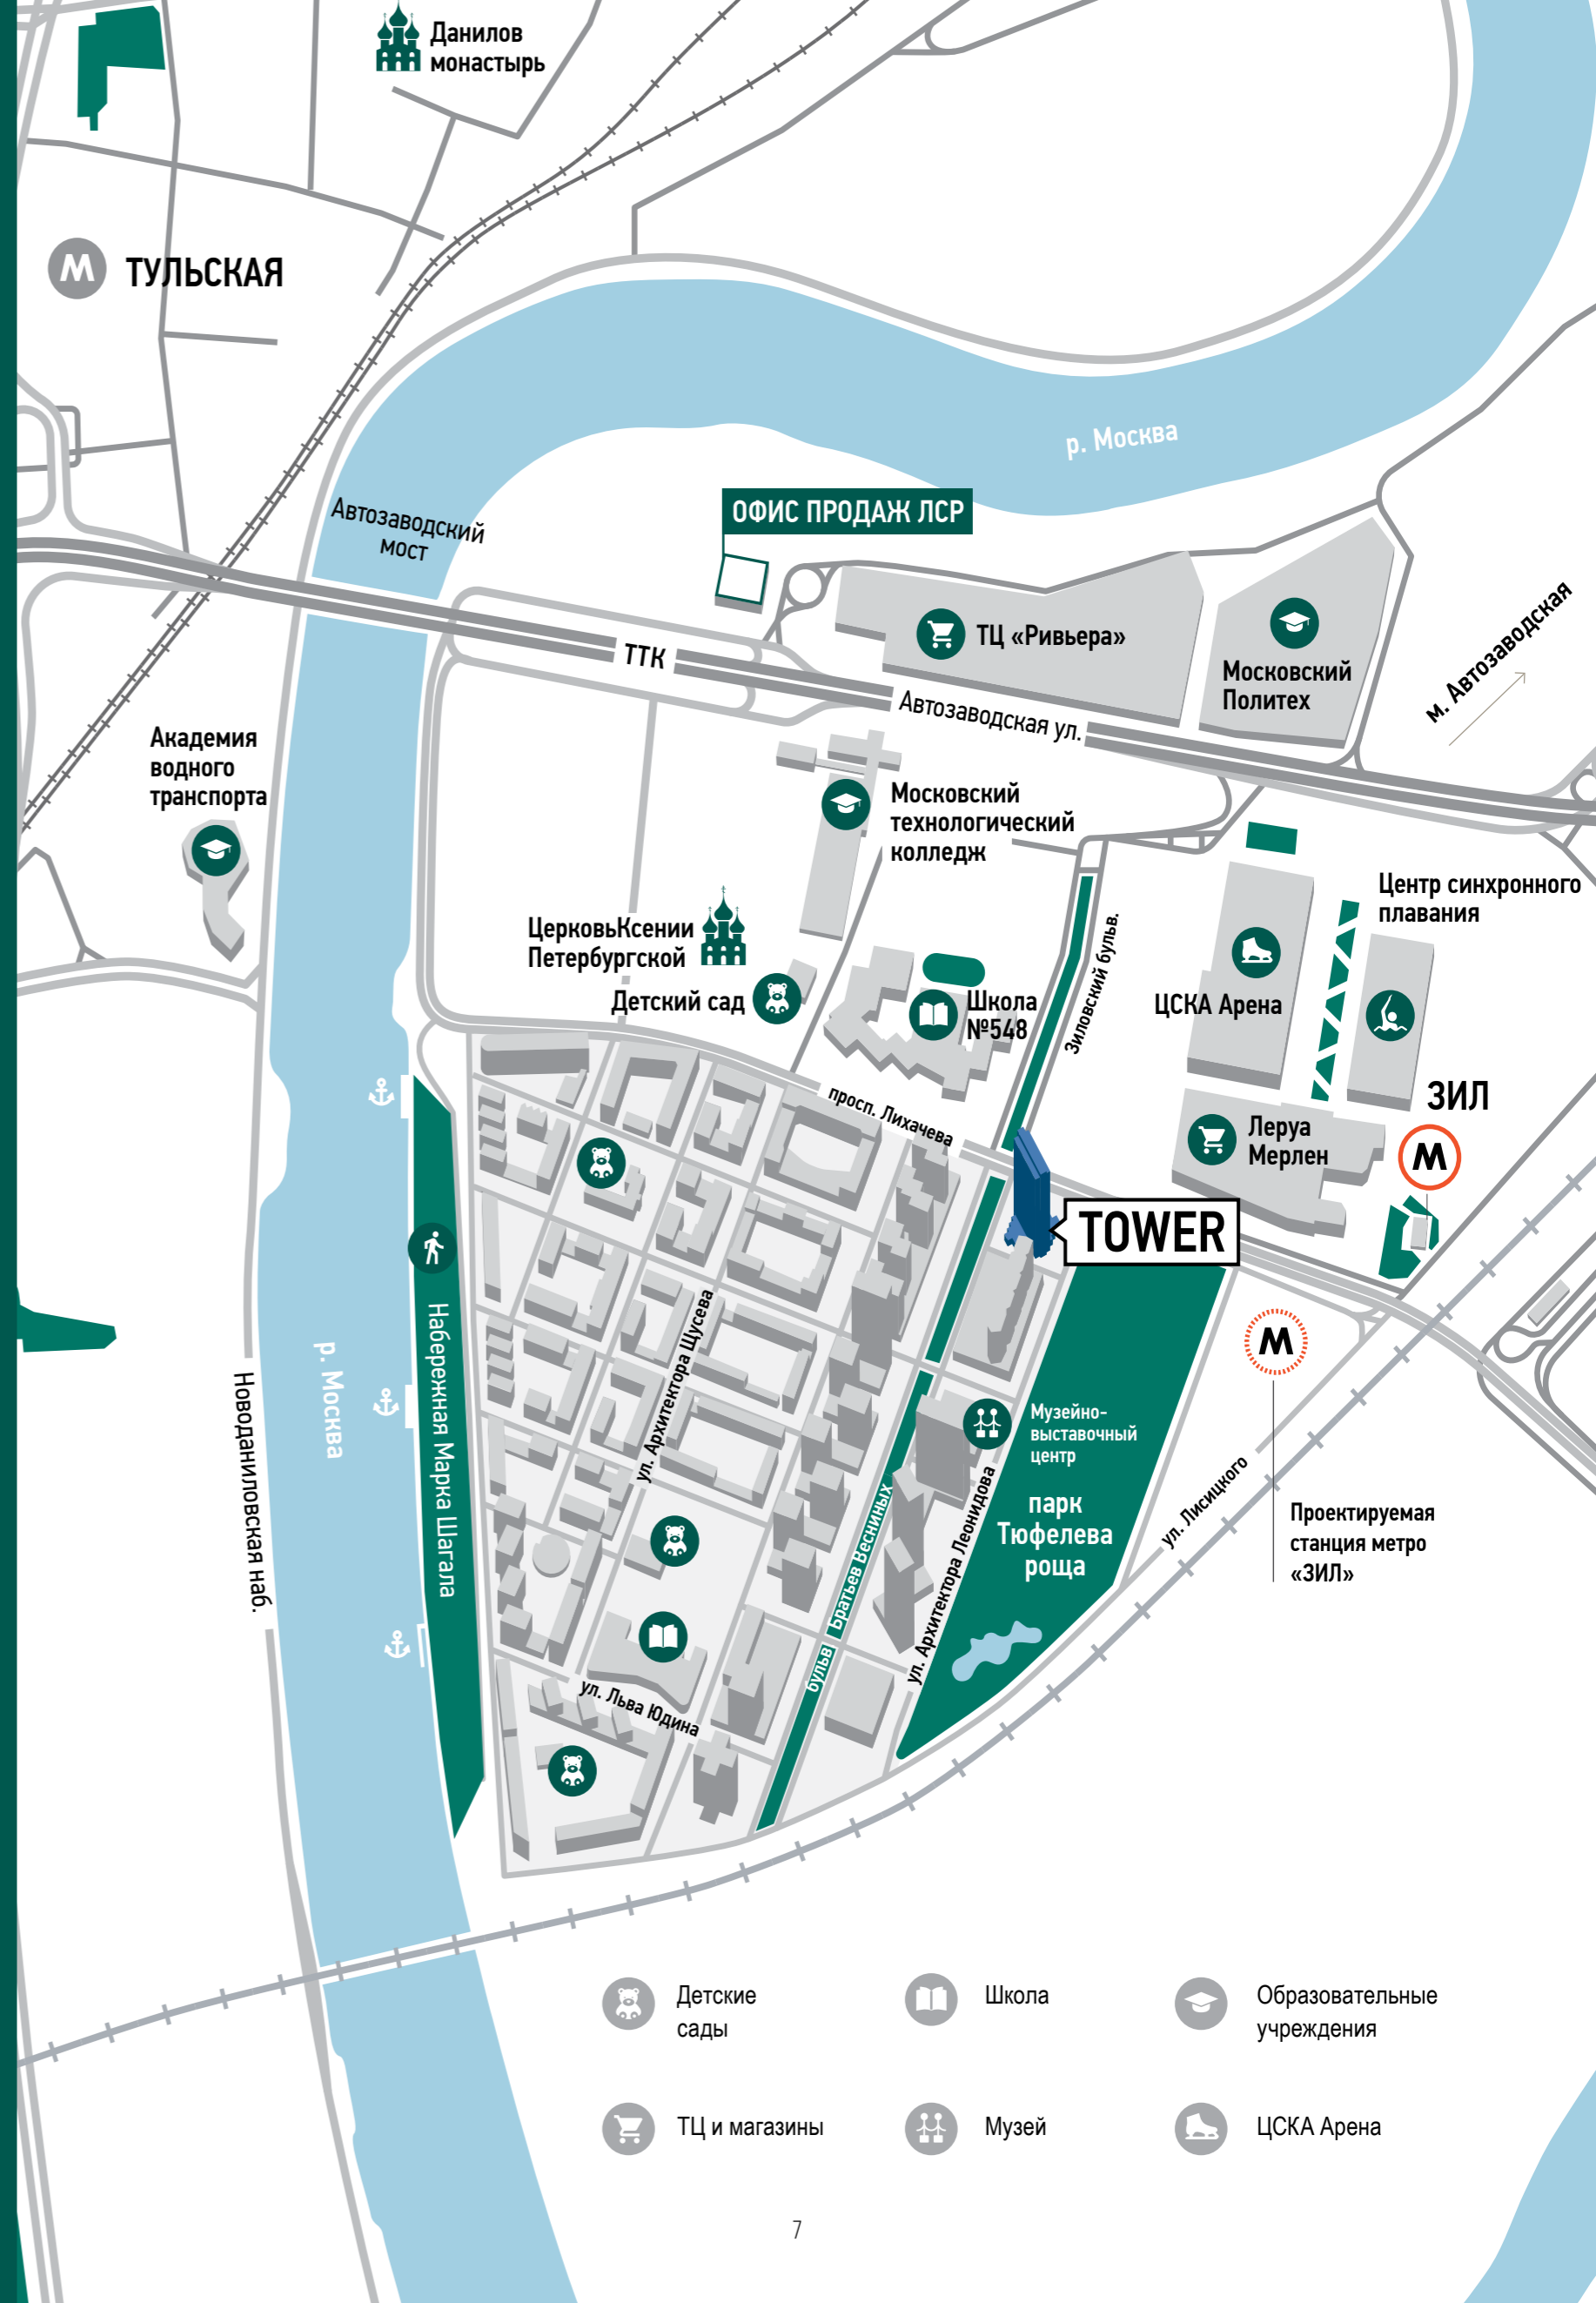 Данилов
монастырь
М ТУЛЬСКАЯ
р. Москва
Автозаводский
мост
ОФИС ПРОДАЖ ЛСР
ТТК
ТЦ «Ривьера»
Московский
Политех
м. Автозаводская
Автозаводская ул.
Академия
водного
транспорта
Московский
технологический
колледж
Центр синхронного
плавания
ЦерковьКсении
Петербургской
Зиловский бульв.
Детский сад
Школа
№548
ЦСКА Арена
просп. Лихачева
ЗИЛ
М
Леруа
Мерлен
TOWER
М
Набережная Марка Шагала
р. Москва
Новоданиловская наб.
ул. Архитектора Щусева
Музейно-
выставочный
центр
парк
Тюфелева
роща
ул. Архитектора Леонидова
бульв Братьев Весниных
ул. Лисицкого
Проектируемая
станция метро
«ЗИЛ»
ул. Льва Юдина
Детские
сады
Школа
Образовательные
учреждения
ТЦ и магазины
Музей
ЦСКА Арена
7